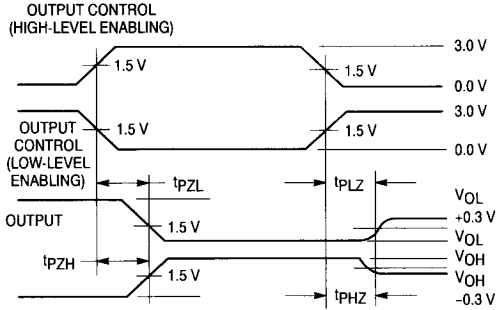 OUTPUT CONTROL
(HIGH-LEVEL ENABLING)
3.0 V
1.5 V
1.5 V
0.0 V
3.0 V
OUTPUT
CONTROL
(LOW-LEVEL
ENABLING)
1.5 V
1.5 V
0.0 V
tPZL
tPLZ
VOL
+0.3 V
OUTPUT
1.5 V
VOL
VOH
tPZH
1.5 V
tPHZ
VOH
–0.3 V